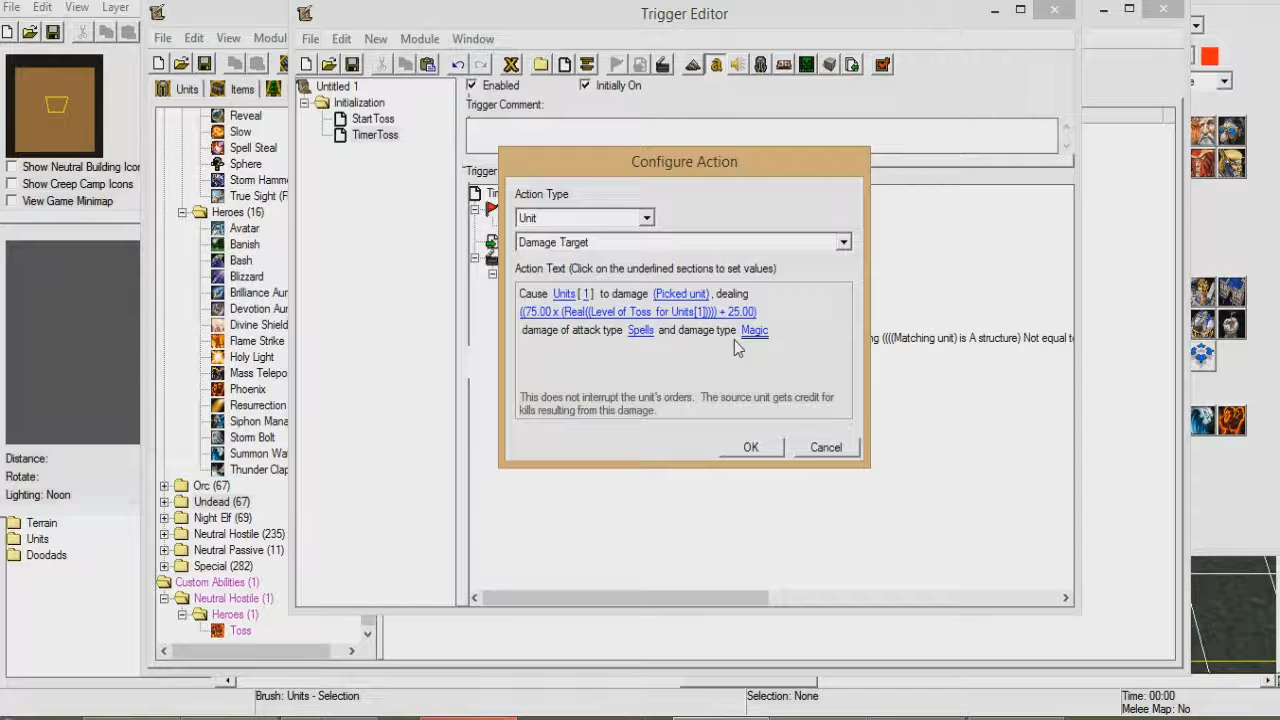 File Edit View Layer
Show Neutral Building Icon
Show Creep Camp Icons
View Game Minimap
Distance:
Rotate:
Lighting: Noon
Terrain
Units
Doodads
File Edit View Modul
Units Items
Reveal
Slow
Spell Steal
Sphere
Storm Hamme
True Sight (F
Heroes (16)
Avatar
Banish
Bash
Blizzard
Brilliance Aur
Devotion Auro
Divine Shield
Flame Strike
Holy Light
Mass Telepo
Phoenix
Resurrection
Siphon Mana
Storm Bolt
Summon Wa
Thunder Clap
Orc (67)
Undead (67)
Night Elf (69)
Neutral Hostile (235)
Neutral Passive (11)
Special (282)
Custom Abilities (1)
Neutral Hostile (1)
Heroes (1)
Toss
Trigger Editor
File Edit New Module Window
Untitled 1
Initialization
StartToss
TimerToss
Enabled Initially On
Trigger Comment:
Trigger
Configure Action
Action Type
Unit
Damage Target
Action Text (Click on the underlined sections to set values)
Cause Units[ 1 ] to damage (Picked unit), dealing
((75.00 x (Real((Level of Toss for Units[1])))) + 25.00)
damage of attack type Spells and damage type Magic
This does not interrupt the unit's orders. The source unit gets credit for
kills resulting from this damage.
OK Cancel
ng ((((Matching unit) is A structure) Not equal to
Brush: Units - Selection
Selection: None
Time: 00:00
Melee Map: No